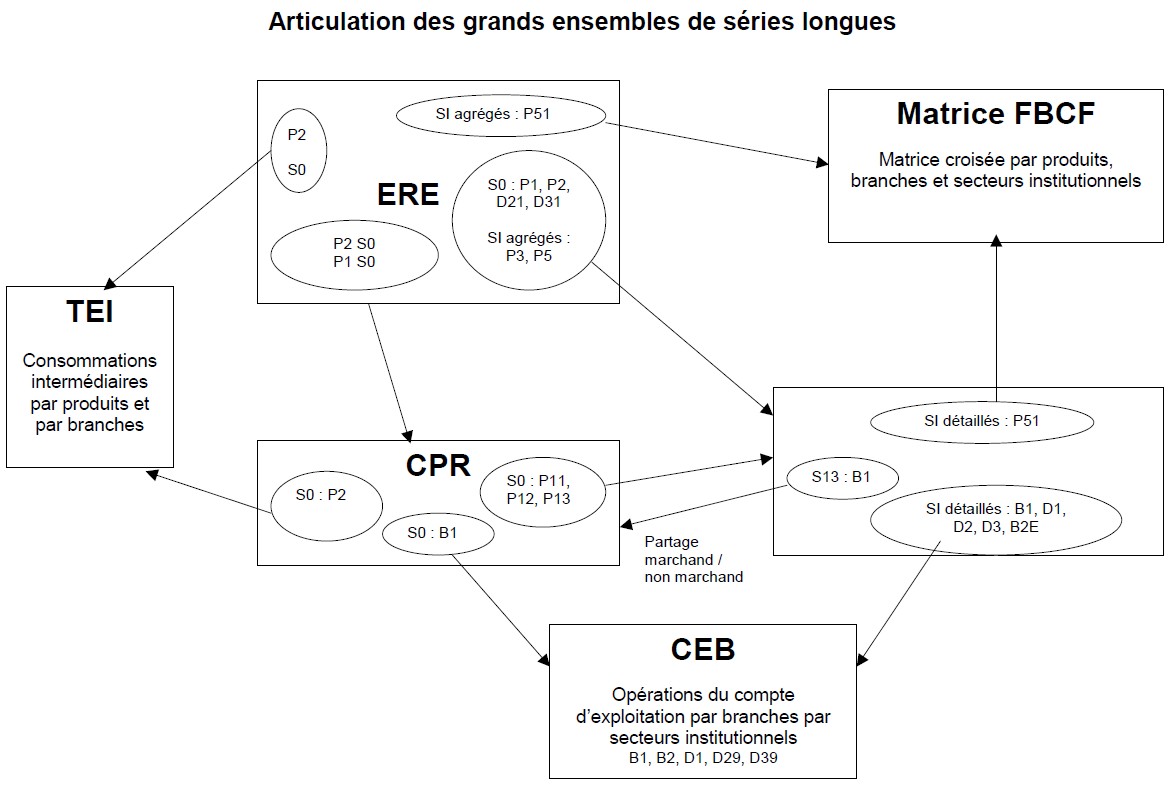 Articulation des grands ensembles de séries longues
SI agrégés : P51
P2
S0
ERE
S0 : P1, P2,
D21, D31
SI agrégés :
P3, P5
P2 S0
P1 S0
Matrice FBCF
Matrice croisée par produits,
branches et secteurs institutionnels
TEI
Consommations
intermédiaires
par produits et
par branches
CPR
S0 : P2
S0 : P11,
P12, P13
S0 : B1
SI détaillés : P51
S13 : B1
SI détaillés : B1, D1,
D2, D3, B2E
Partage
marchand /
non marchand
CEB
Opérations du compte
d’exploitation par branches par
secteurs institutionnels
B1, B2, D1, D29, D39